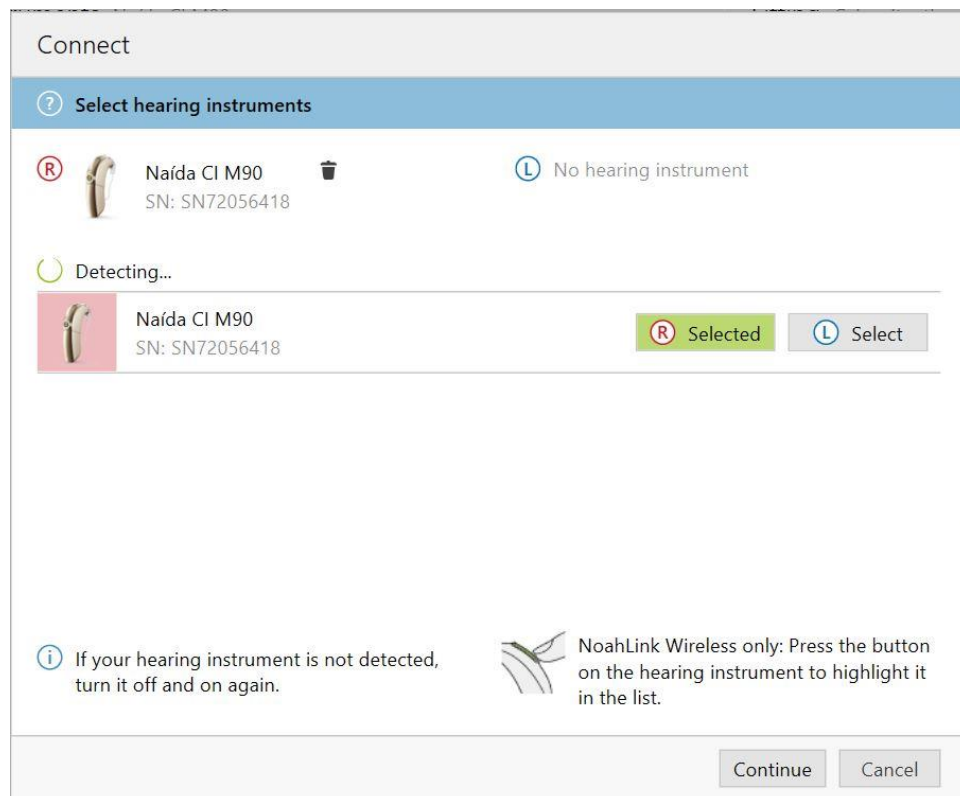 Connect
? Select hearing instruments
R Naída CI M90
SN: SN72056418
L No hearing instrument
Detecting...
Naída CI M90
SN: SN72056418
R Selected
L Select
i If your hearing instrument is not detected,
turn it off and on again.
NoahLink Wireless only: Press the button
on the hearing instrument to highlight it
in the list.
Continue
Cancel